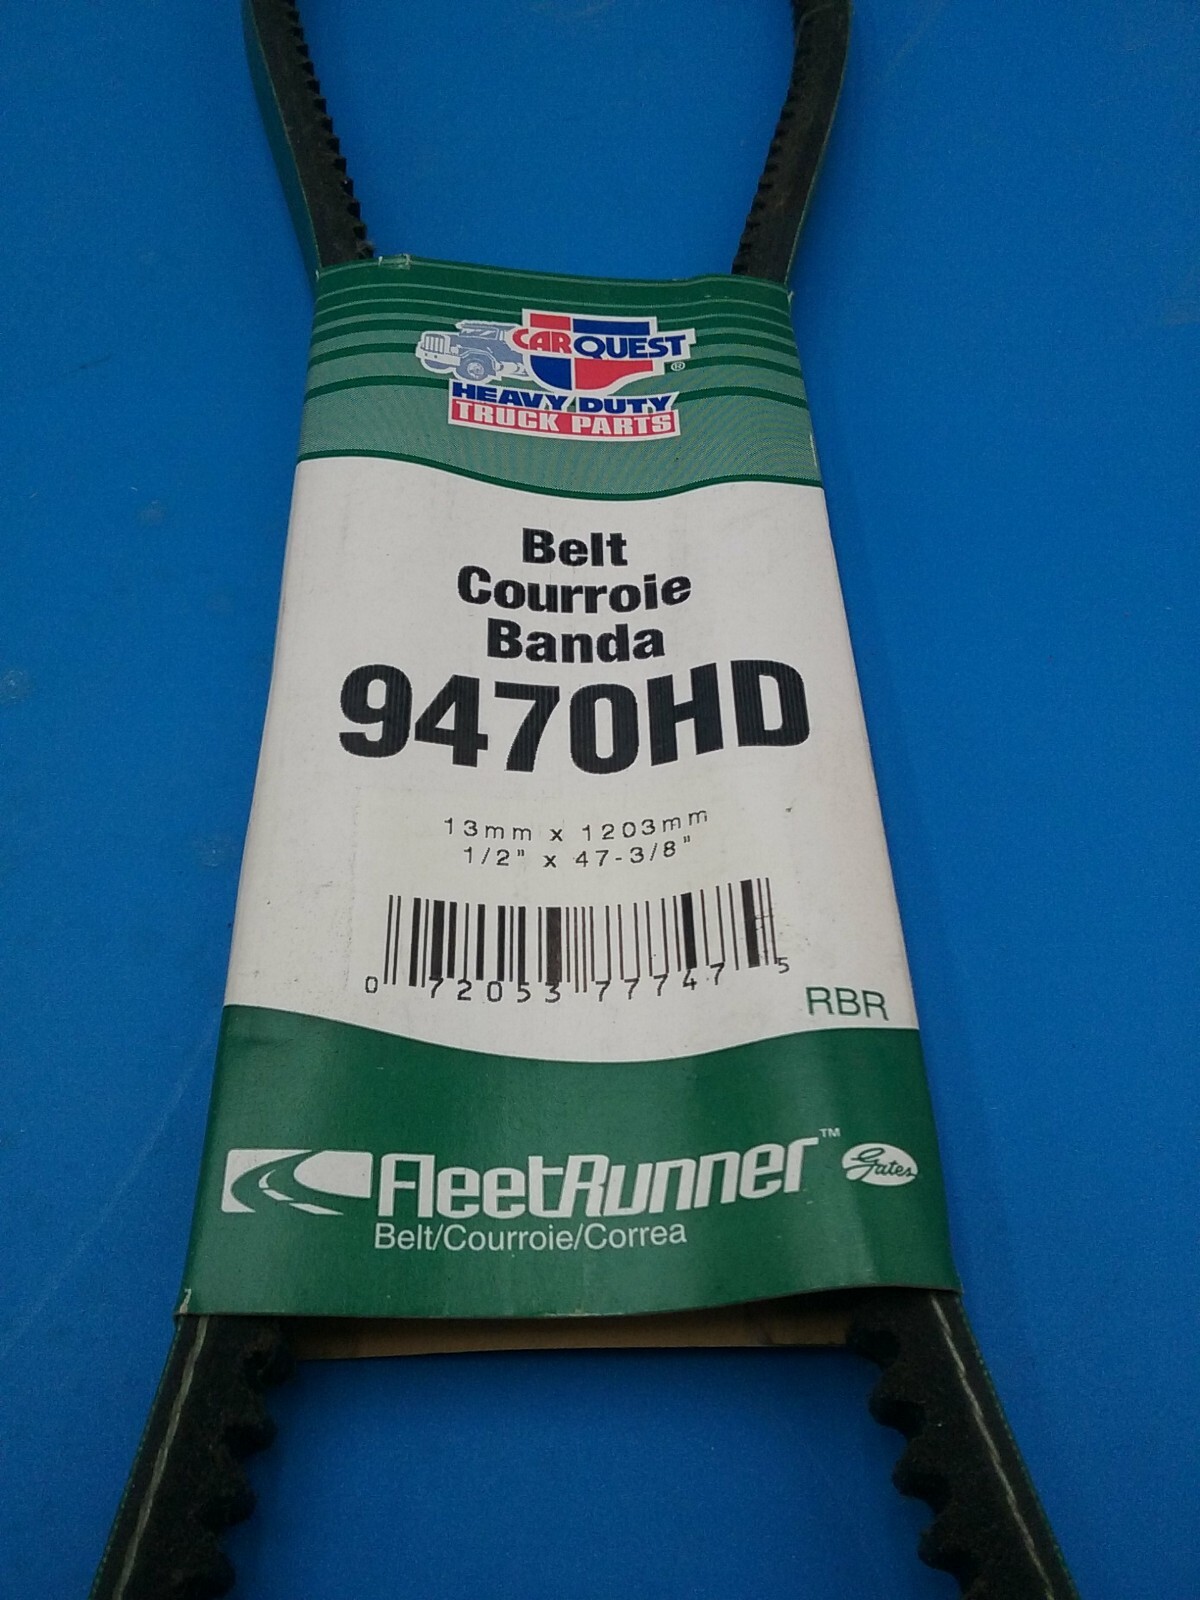 CARQUEST®
HEAVY DUTY
TRUCK PARTS
Belt
Courroie
Banda
9470HD
13mm x 1203mm
1/2" x 47-3/8"
0 72053 77747 5
RBR
FleetRunner™ Gates
Belt/Courroie/Correa